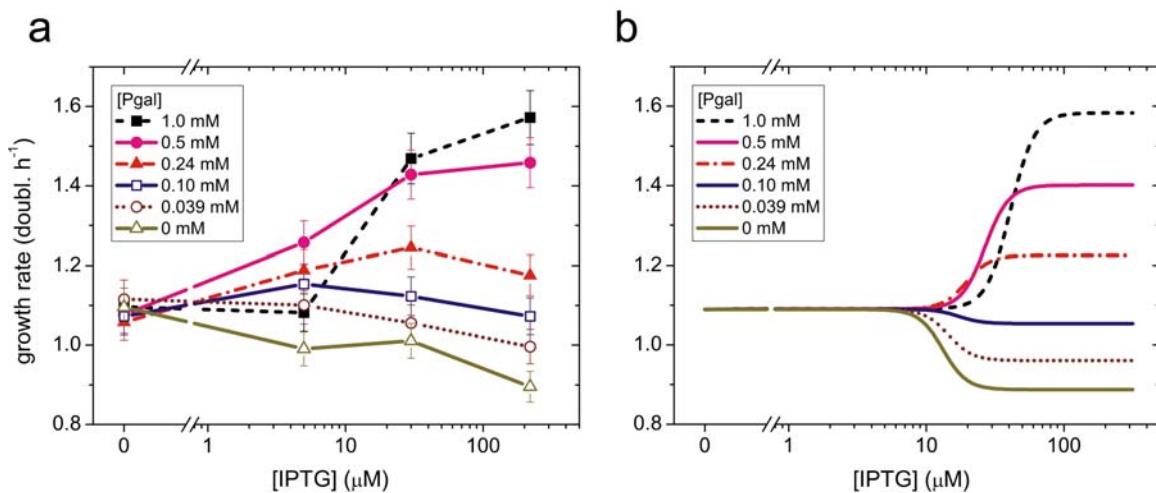 a
[Pgal]
1.0 mM
0.5 mM
0.24 mM
0.10 mM
0.039 mM
0 mM
growth rate (doubl. h⁻¹)
1.6
1.4
1.2
1.0
0.8
0
1
10
100
[IPTG] (μM)
b
[Pgal]
1.0 mM
0.5 mM
0.24 mM
0.10 mM
0.039 mM
0 mM
1.6
1.4
1.2
1.0
0.8
0
1
10
100
[IPTG] (μM)